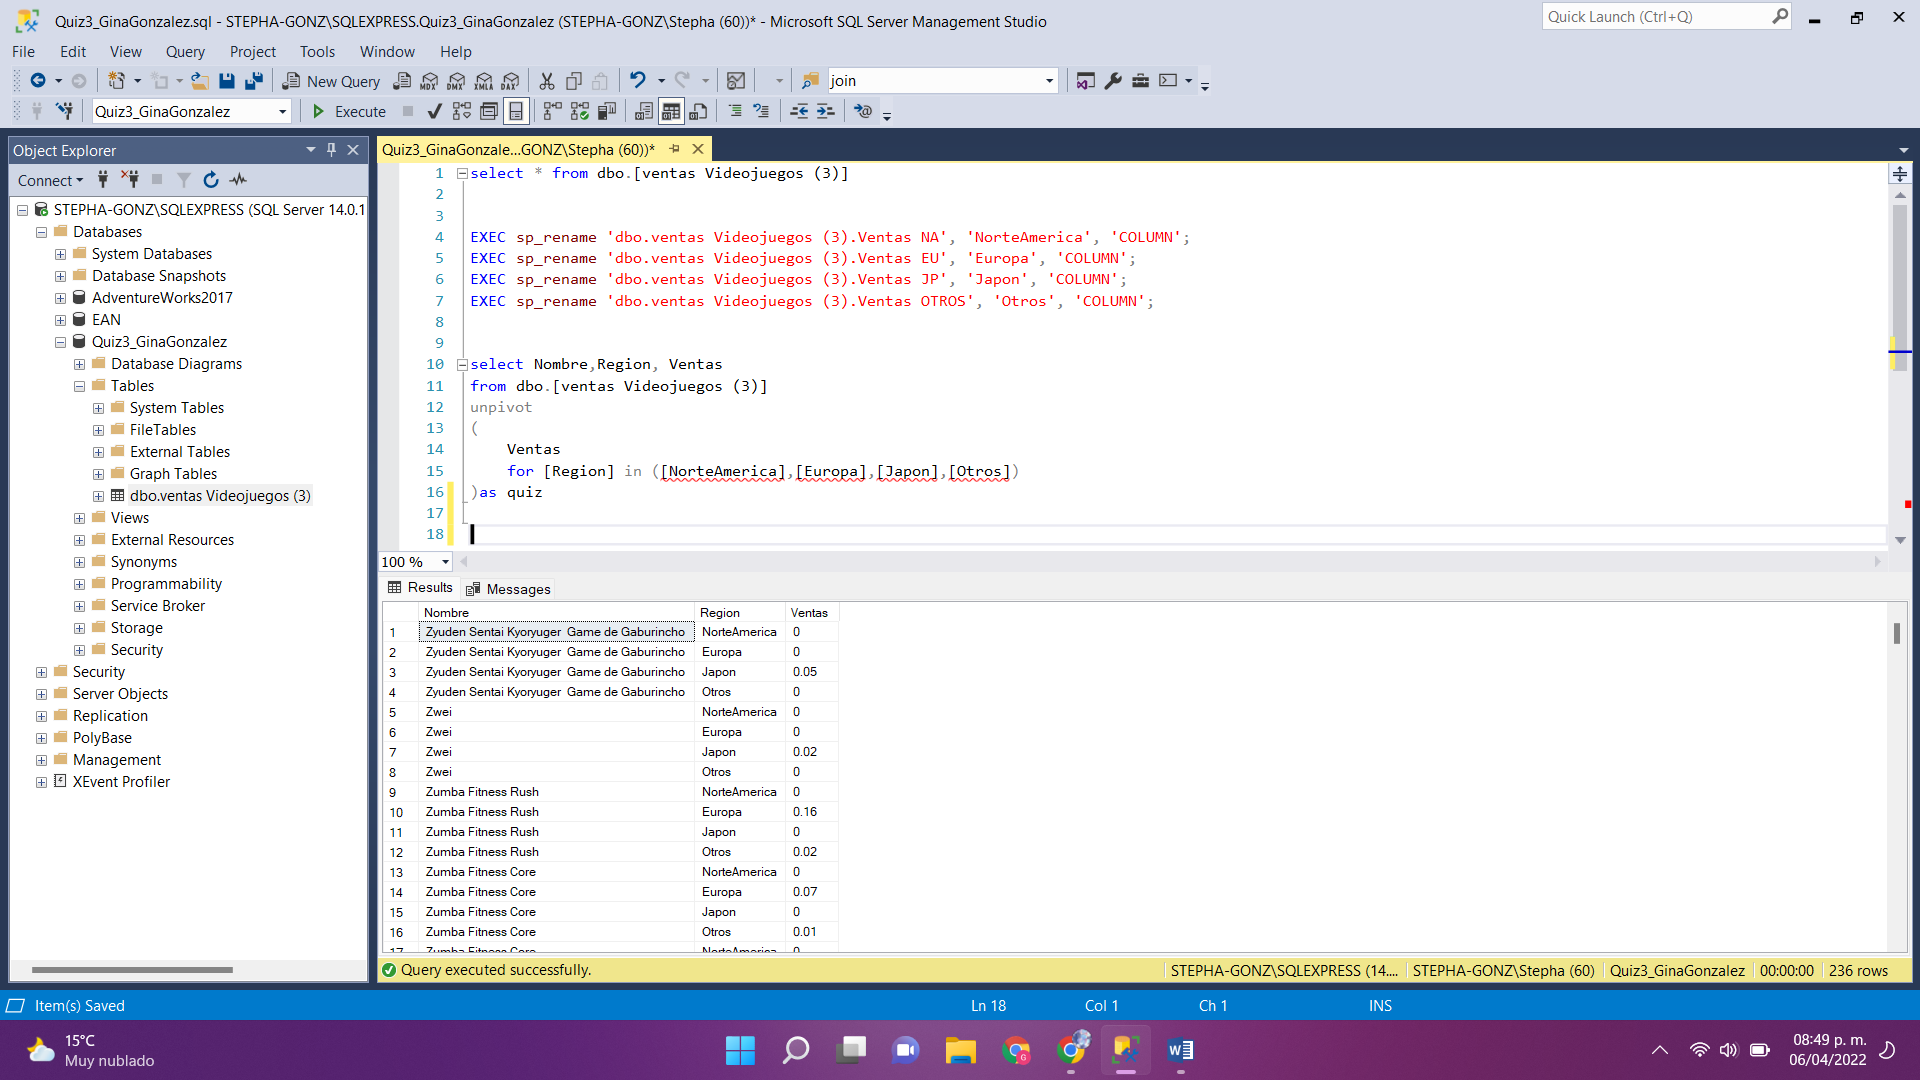 Quiz3_GinaGonzalez.sql - STEPHA-GONZ\SQLEXPRESS.Quiz3_GinaGonzalez (STEPHA-GONZ\Stepha (60))* - Microsoft SQL Server Management Studio
Quick Launch (Ctrl+Q)
File Edit View Query Project Tools Window Help
New Query MDX DMX XMLA DAX join
Quiz3_GinaGonzalez Execute
Object Explorer
Quiz3_GinaGonzale...GONZ\Stepha (60))*
Connect
STEPHA-GONZ\SQLEXPRESS (SQL Server 14.0.1
Databases
System Databases
Database Snapshots
AdventureWorks2017
EAN
Quiz3_GinaGonzalez
Database Diagrams
Tables
System Tables
FileTables
External Tables
Graph Tables
dbo.ventas Videojuegos (3)
Views
External Resources
Synonyms
Programmability
Service Broker
Storage
Security
Security
Server Objects
Replication
PolyBase
Management
XEvent Profiler
1 select * from dbo.[ventas Videojuegos (3)]
2
3
4 EXEC sp_rename 'dbo.ventas Videojuegos (3).Ventas NA', 'NorteAmerica', 'COLUMN';
5 EXEC sp_rename 'dbo.ventas Videojuegos (3).Ventas EU', 'Europa', 'COLUMN';
6 EXEC sp_rename 'dbo.ventas Videojuegos (3).Ventas JP', 'Japon', 'COLUMN';
7 EXEC sp_rename 'dbo.ventas Videojuegos (3).Ventas OTROS', 'Otros', 'COLUMN';
8
9
10 select Nombre,Region, Ventas
11 from dbo.[ventas Videojuegos (3)]
12 unpivot
13 (
14 Ventas
15 for [Region] in ([NorteAmerica],[Europa],[Japon],[Otros])
16 )as quiz
17
18
100 %
Results Messages
Nombre Region Ventas
1 Zyuden Sentai Kyoryuger Game de Gaburincho NorteAmerica 0
2 Zyuden Sentai Kyoryuger Game de Gaburincho Europa 0
3 Zyuden Sentai Kyoryuger Game de Gaburincho Japon 0.05
4 Zyuden Sentai Kyoryuger Game de Gaburincho Otros 0
5 Zwei NorteAmerica 0
6 Zwei Europa 0
7 Zwei Japon 0.02
8 Zwei Otros 0
9 Zumba Fitness Rush NorteAmerica 0
10 Zumba Fitness Rush Europa 0.16
11 Zumba Fitness Rush Japon 0
12 Zumba Fitness Rush Otros 0.02
13 Zumba Fitness Core NorteAmerica 0
14 Zumba Fitness Core Europa 0.07
15 Zumba Fitness Core Japon 0
16 Zumba Fitness Core Otros 0.01
17 Zumba Fitness Core NorteAmerica 0
Query executed successfully. STEPHA-GONZ\SQLEXPRESS (14.... STEPHA-GONZ\Stepha (60) Quiz3_GinaGonzalez 00:00:00 236 rows
Item(s) Saved Ln 18 Col 1 Ch 1 INS
15°C
Muy nublado
08:49 p. m.
06/04/2022